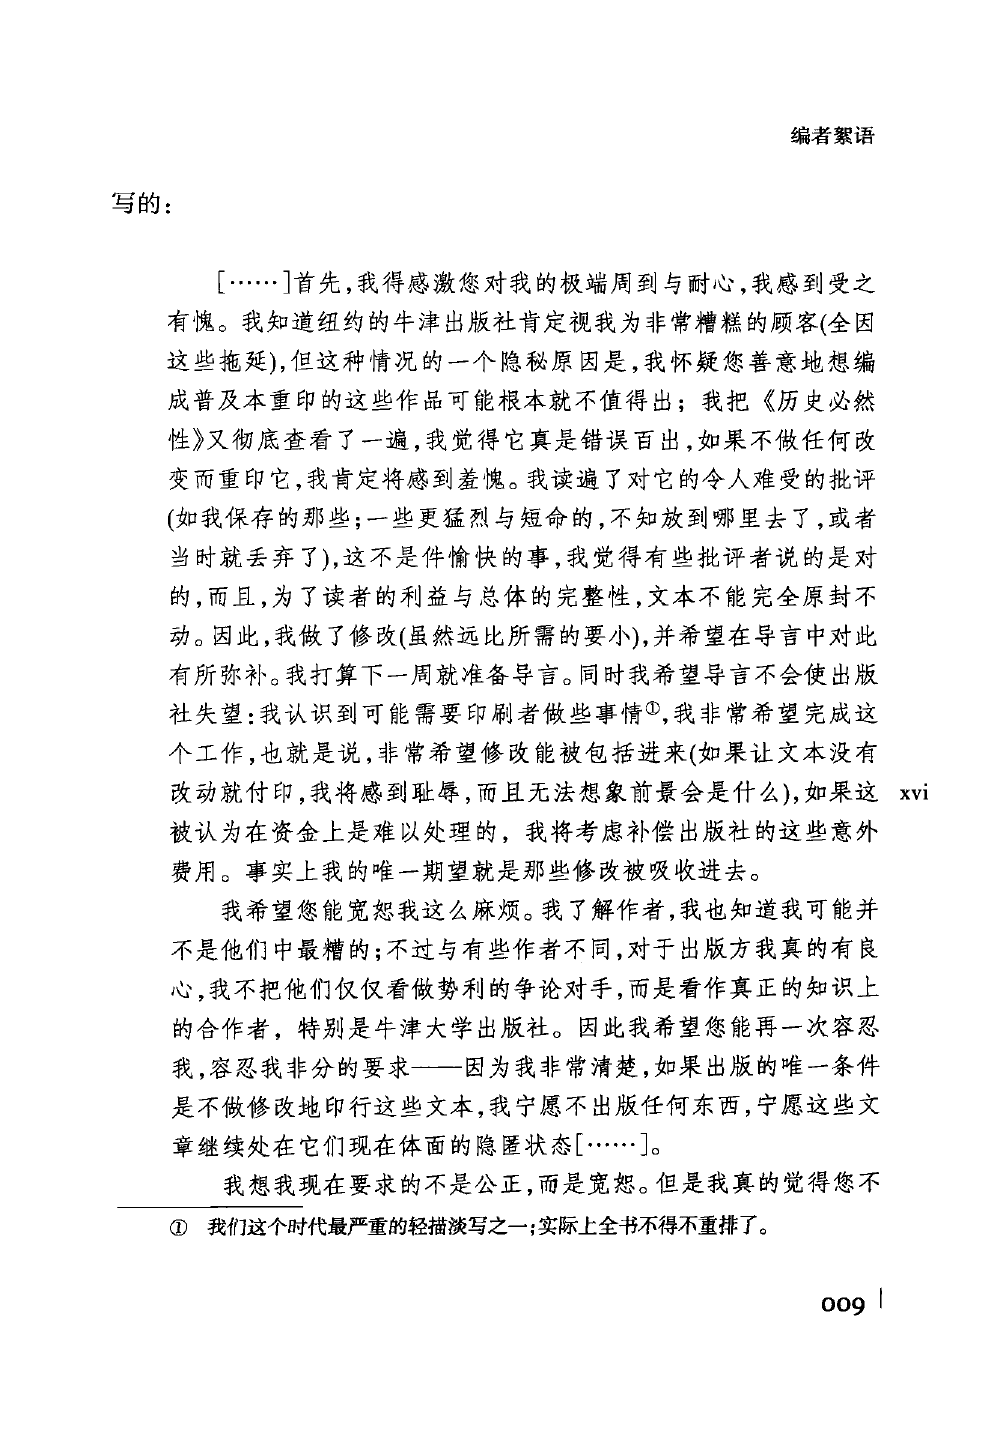 编者絮语
写的：
[……]首先，我得感激您对我的极端周到与耐心，我感到受之
有愧。我知道纽约的牛津出版社肯定视我为非常糟糕的顾客(全因
这些拖延)，但这种情况的一个隐秘原因是，我怀疑您善意地想编
成普及本重印的这些作品可能根本就不值得出；我把《历史必然
性》又彻底查看了一遍，我觉得它真是错误百出，如果不做任何改
变而重印它，我肯定将感到羞愧。我读遍了对它的令人难受的批评
(如我保存的那些；一些更猛烈与短命的，不知放到哪里去了，或者
当时就丢弃了)，这不是件愉快的事，我觉得有些批评者说的是对
的，而且，为了读者的利益与总体的完整性，文本不能完全原封不
动。因此，我做了修改(虽然远比所需的要小)，并希望在导言中对此
有所弥补。我打算下一周就准备导言。同时我希望导言不会使出版
社失望：我认识到可能需要印刷者做些事情①，我非常希望完成这
个工作，也就是说，非常希望修改能被包括进来(如果让文本没有
改动就付印，我将感到耻辱，而且无法想象前景会是什么)，如果这 xvi
被认为在资金上是难以处理的，我将考虑补偿出版社的这些意外
费用。事实上我的唯一期望就是那些修改被吸收进去。
我希望您能宽恕我这么麻烦。我了解作者，我也知道我可能并
不是他们中最糟的；不过与有些作者不同，对于出版方我真的有良
心，我不把他们仅仅看做势利的争论对手，而是看作真正的知识上
的合作者，特别是牛津大学出版社。因此我希望您能再一次容忍
我，容忍我非分的要求——因为我非常清楚，如果出版的唯一条件
是不做修改地印行这些文本，我宁愿不出版任何东西，宁愿这些文
章继续处在它们现在体面的隐匿状态[……]。
我想我现在要求的不是公正，而是宽恕。但是我真的觉得您不
① 我们这个时代最严重的轻描淡写之一；实际上全书不得不重排了。
009